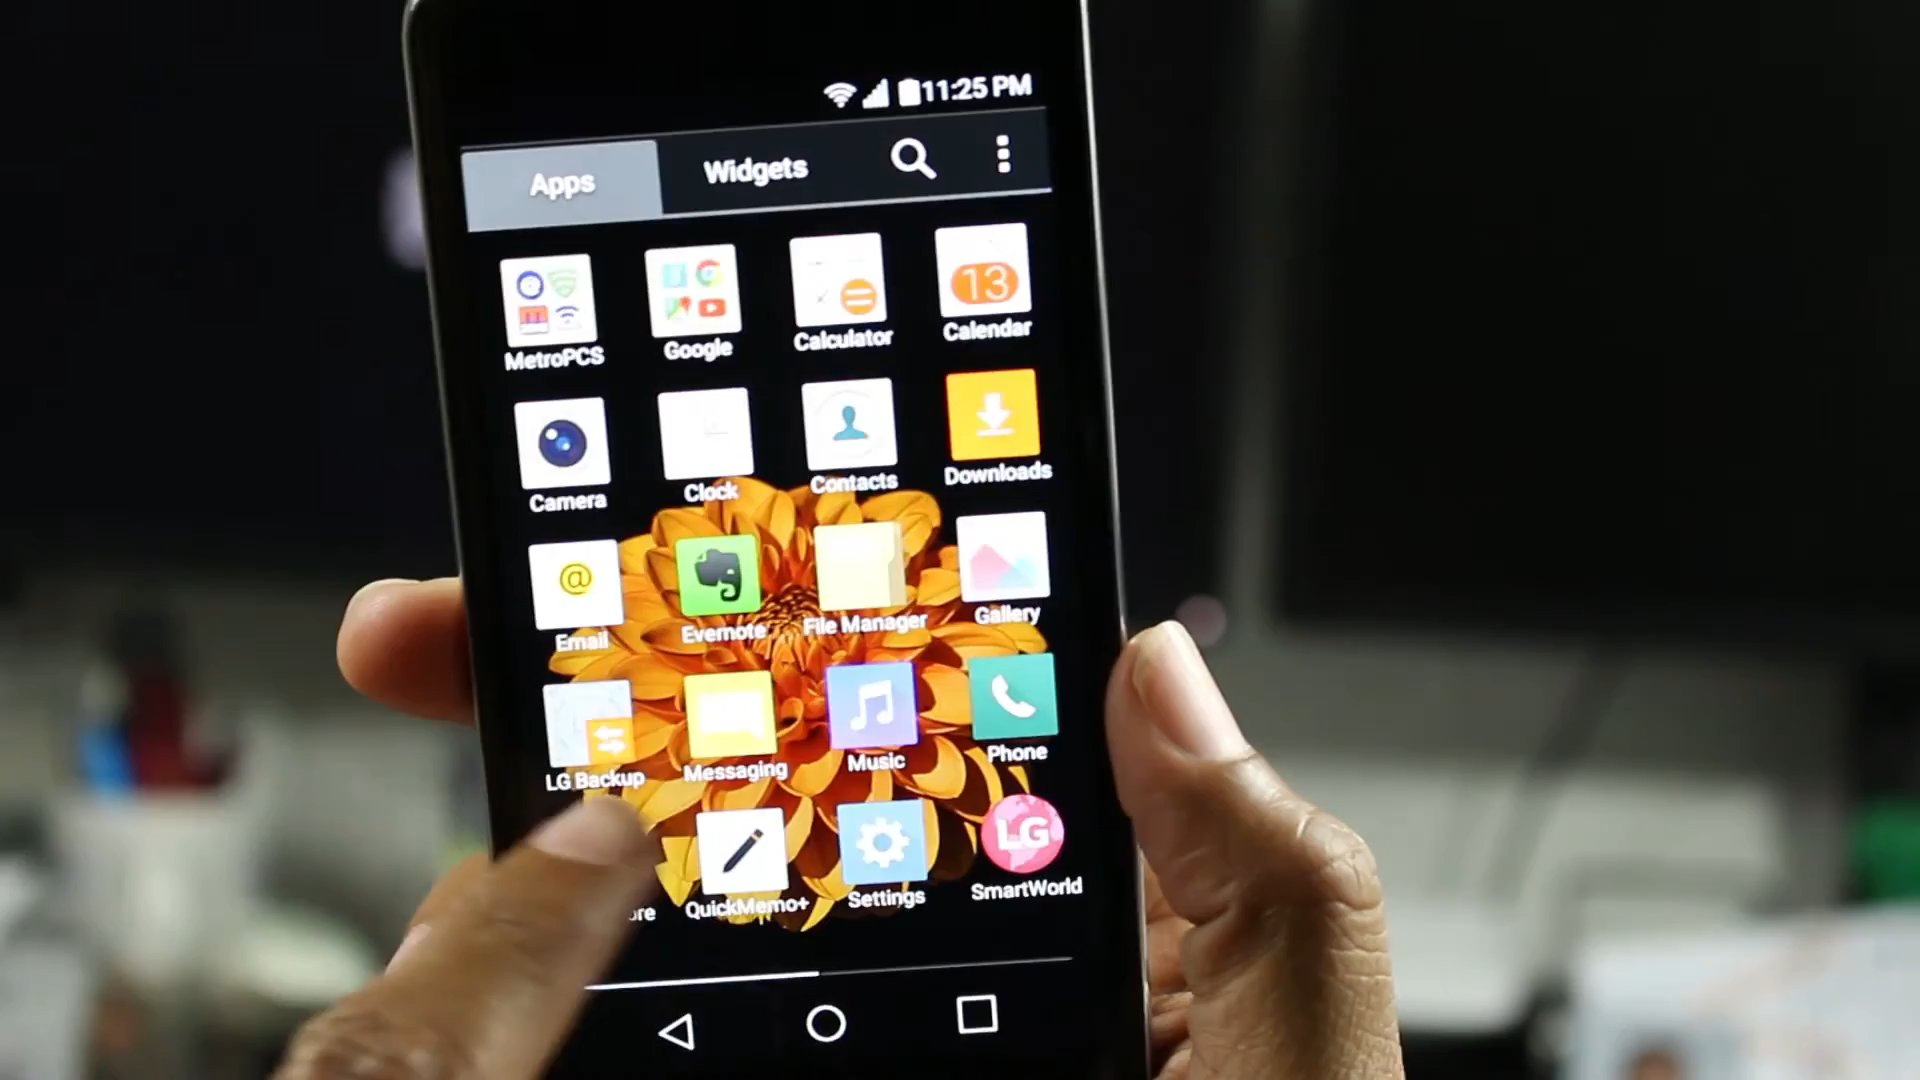 11:25 PM
Apps Widgets
13
MetroPCS Google Calculator Calendar
Camera Clock Contacts Downloads
@
Email Evernote File Manager Gallery
LG Backup Messaging Music Phone
LG
QuickMemo+ Settings SmartWorld